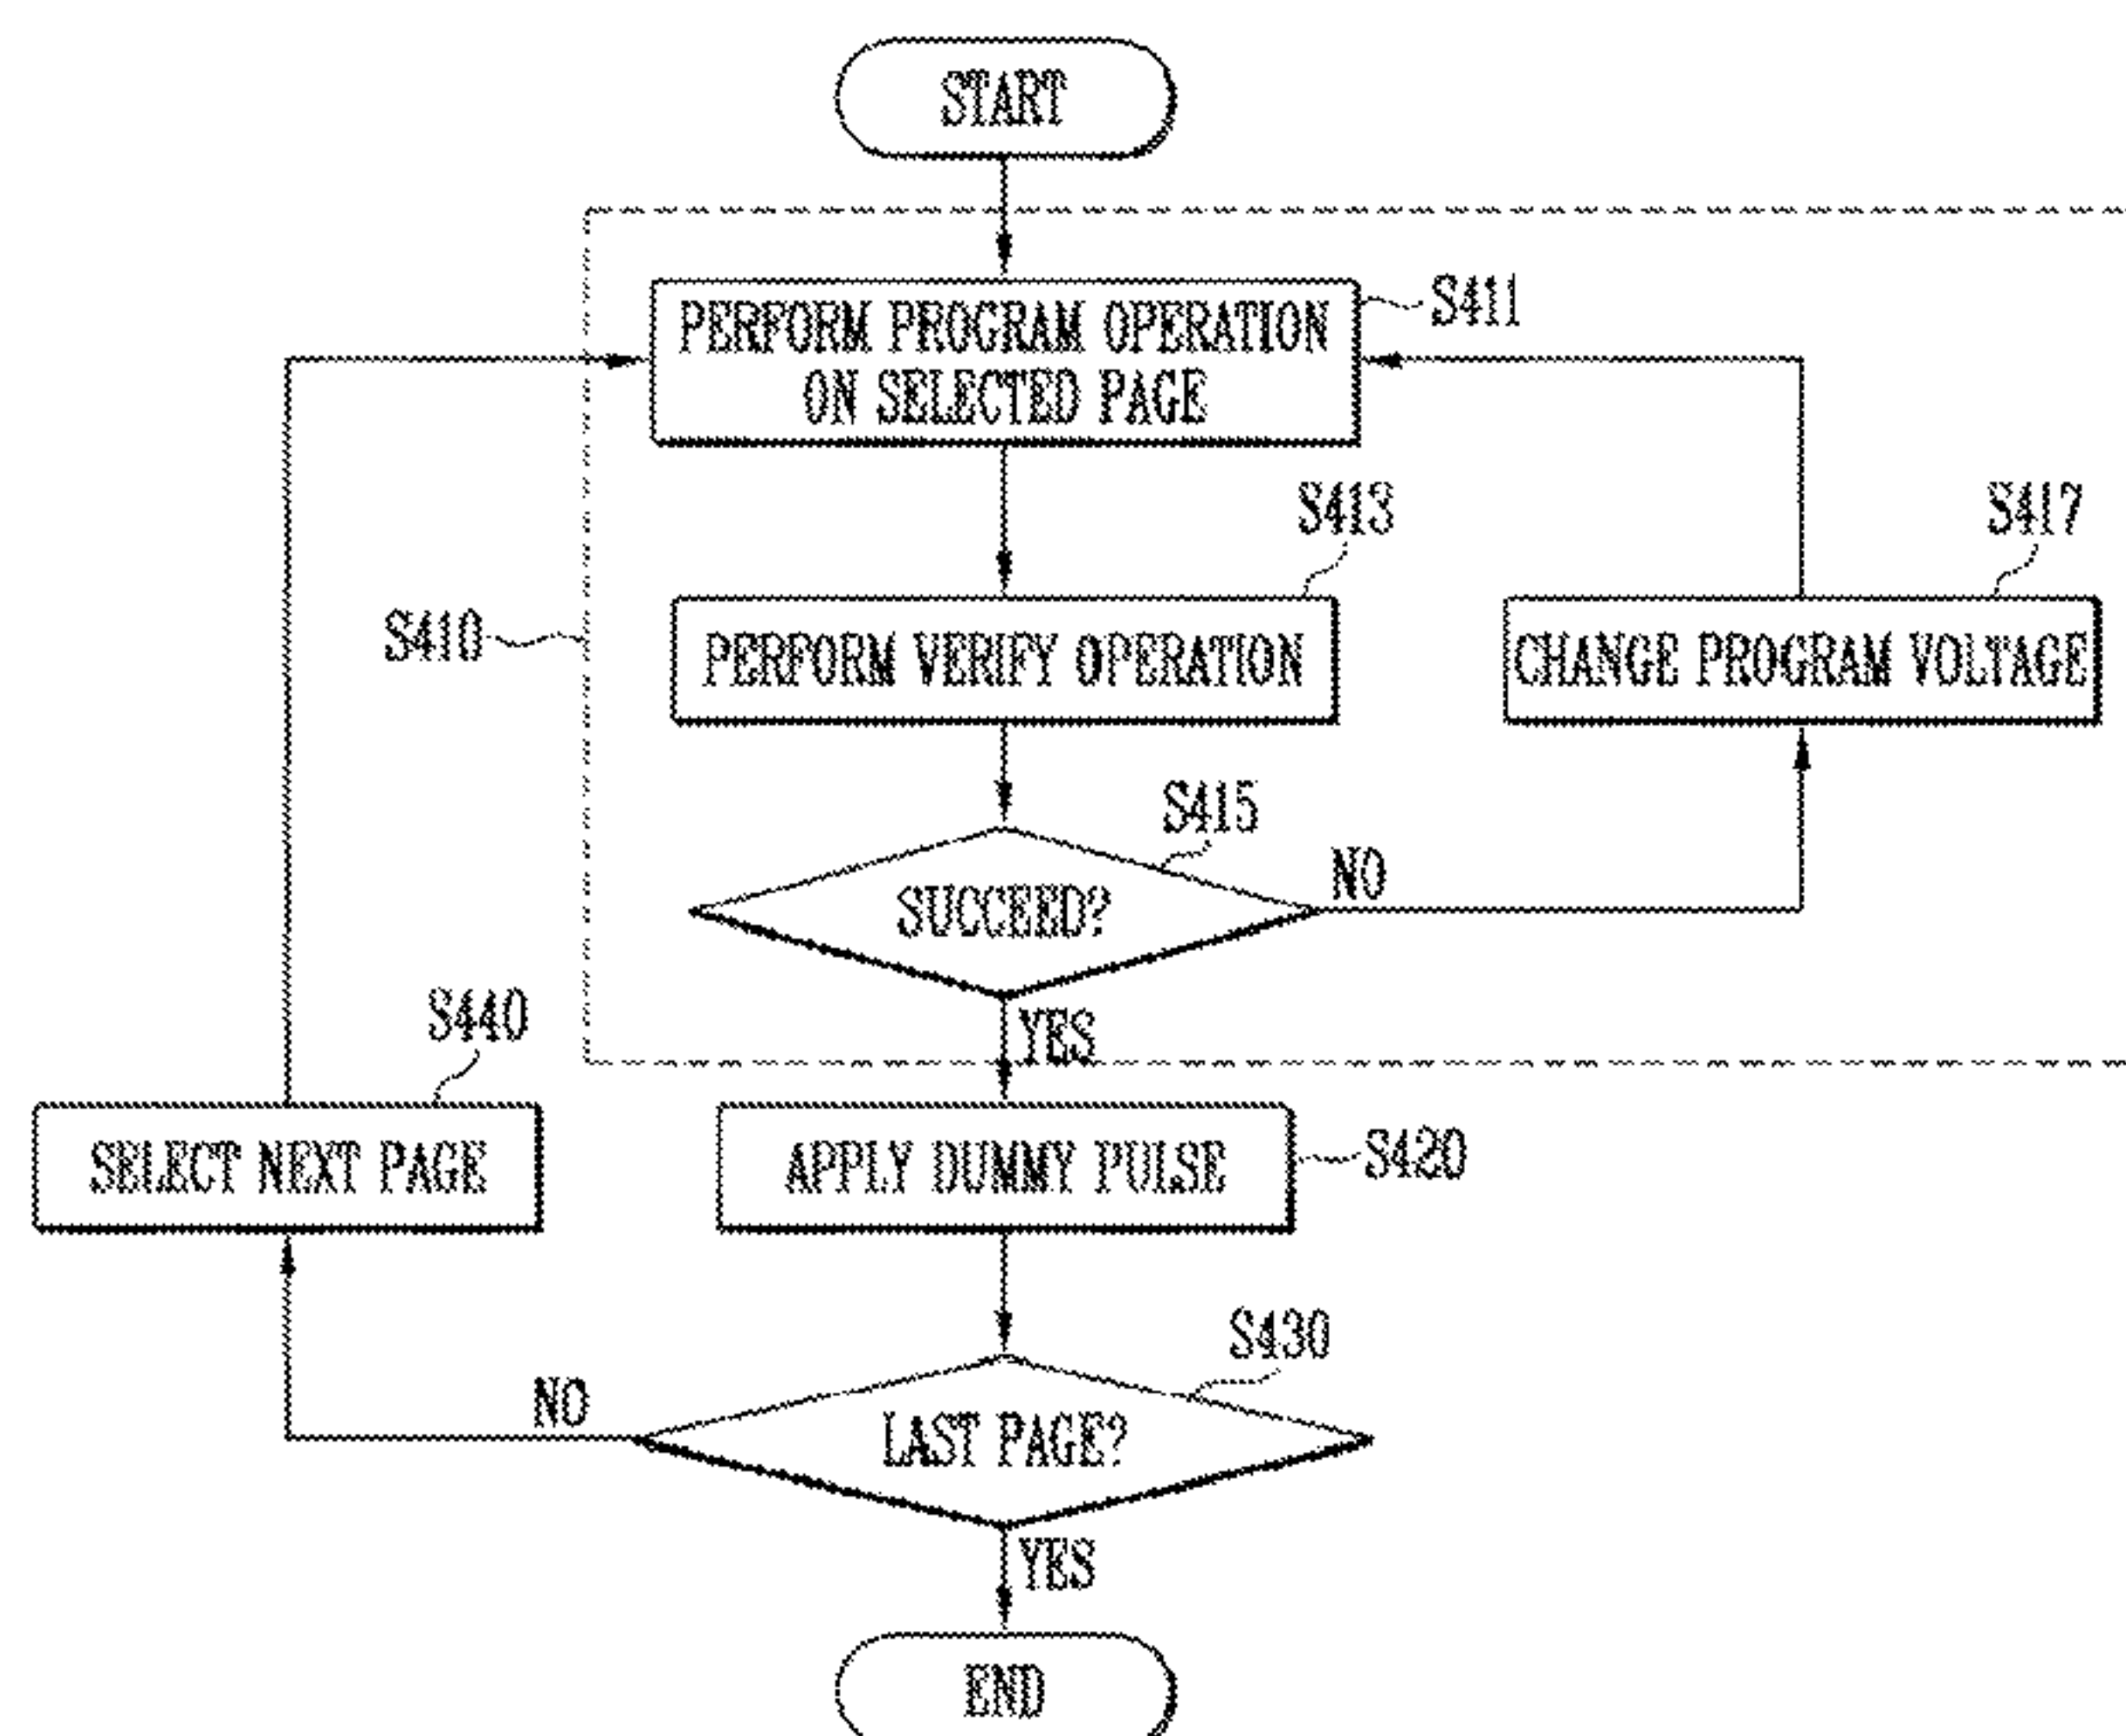 START
PERFORM PROGRAM OPERATION
ON SELECTED PAGE
S411
S413
S417
S410
PERFORM VERIFY OPERATION
CHANGE PROGRAM VOLTAGE
S415
SUCCEED?
NO
YES
S440
SELECT NEXT PAGE
APPLY DUMMY PULSE
S420
S430
NO
LAST PAGE?
YES
END